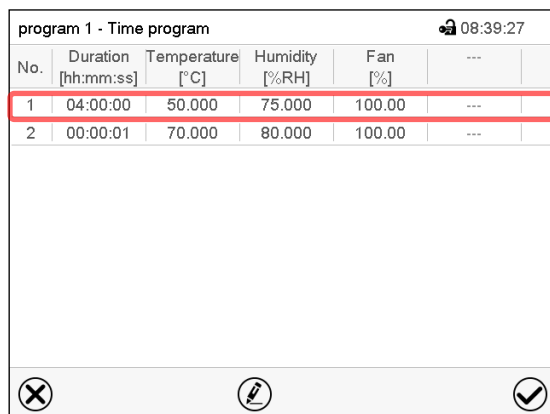 program 1 - Time program 08:39:27
No. Duration [hh:mm:ss] Temperature [°C] Humidity [%RH] Fan [%] ---
1 04:00:00 50.000 75.000 100.00 ---
2 00:00:01 70.000 80.000 100.00 ---